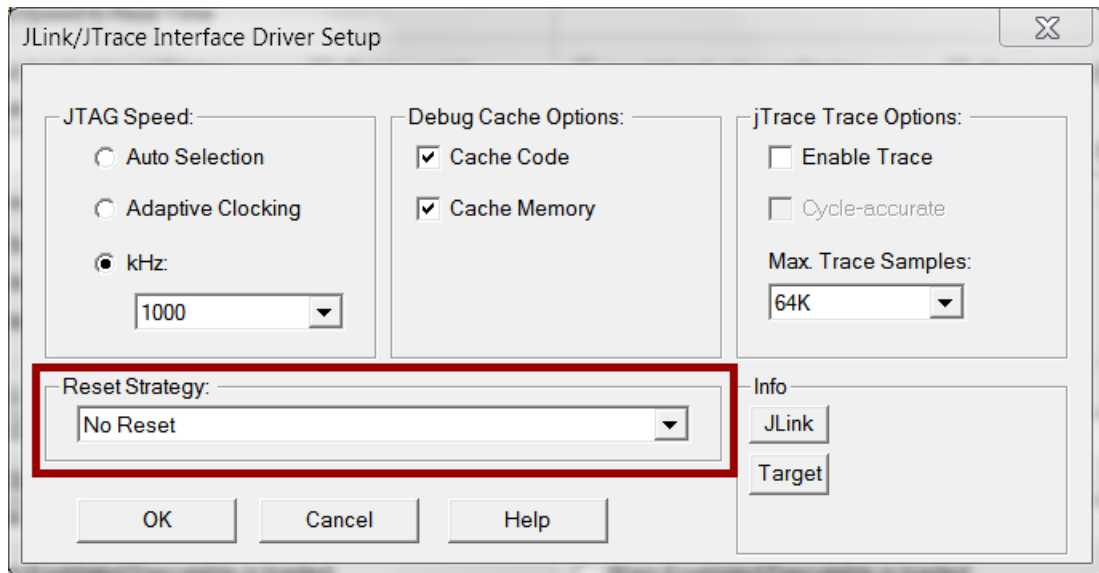 JLink/JTrace Interface Driver Setup
JTAG Speed:
Auto Selection
Adaptive Clocking
kHz:
1000
Debug Cache Options:
Cache Code
Cache Memory
jTrace Trace Options:
Enable Trace
Cycle-accurate
Max. Trace Samples:
64K
Reset Strategy:
No Reset
Info
JLink
Target
OK
Cancel
Help